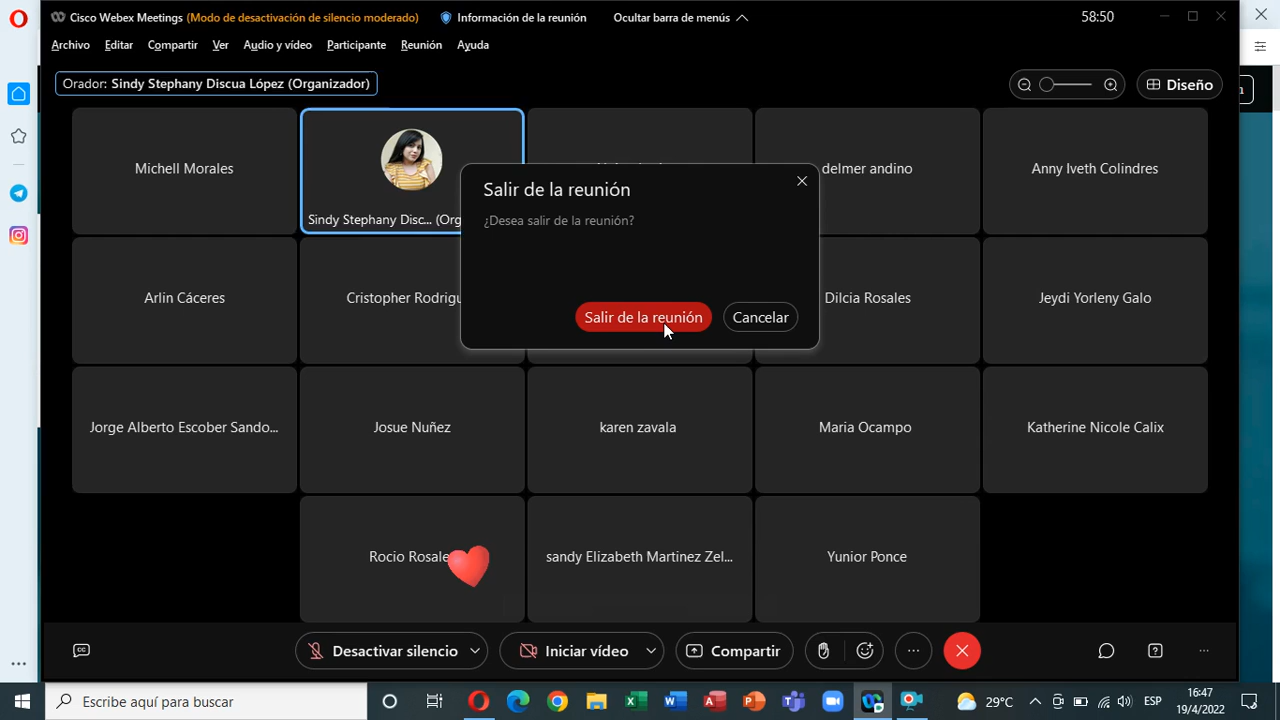 Cisco Webex Meetings (Modo de desactivación de silencio moderado)
Información de la reunión
Ocultar barra de menús
58:50
Archivo Editar Compartir Ver Audio y vídeo Participante Reunión Ayuda
Orador: Sindy Stephany Discua López (Organizador)
Diseño
Michell Morales
Sindy Stephany Disc... (Org
delmer andino
Anny Iveth Colindres
Salir de la reunión
¿Desea salir de la reunión?
Salir de la reunión
Cancelar
Arlin Cáceres
Cristopher Rodrigu
Dilcia Rosales
Jeydi Yorleny Galo
Jorge Alberto Escober Sando...
Josue Nuñez
karen zavala
Maria Ocampo
Katherine Nicole Calix
Rocio Rosale
sandy Elizabeth Martinez Zel...
Yunior Ponce
CC
Desactivar silencio
Iniciar vídeo
Compartir
Escribe aquí para buscar
29°C
ESP
16:47
19/4/2022